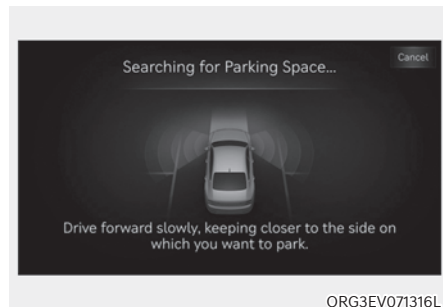 Cancel
Searching for Parking Space...
Drive forward slowly, keeping closer to the side on
which you want to park.
ORG3EV071316L